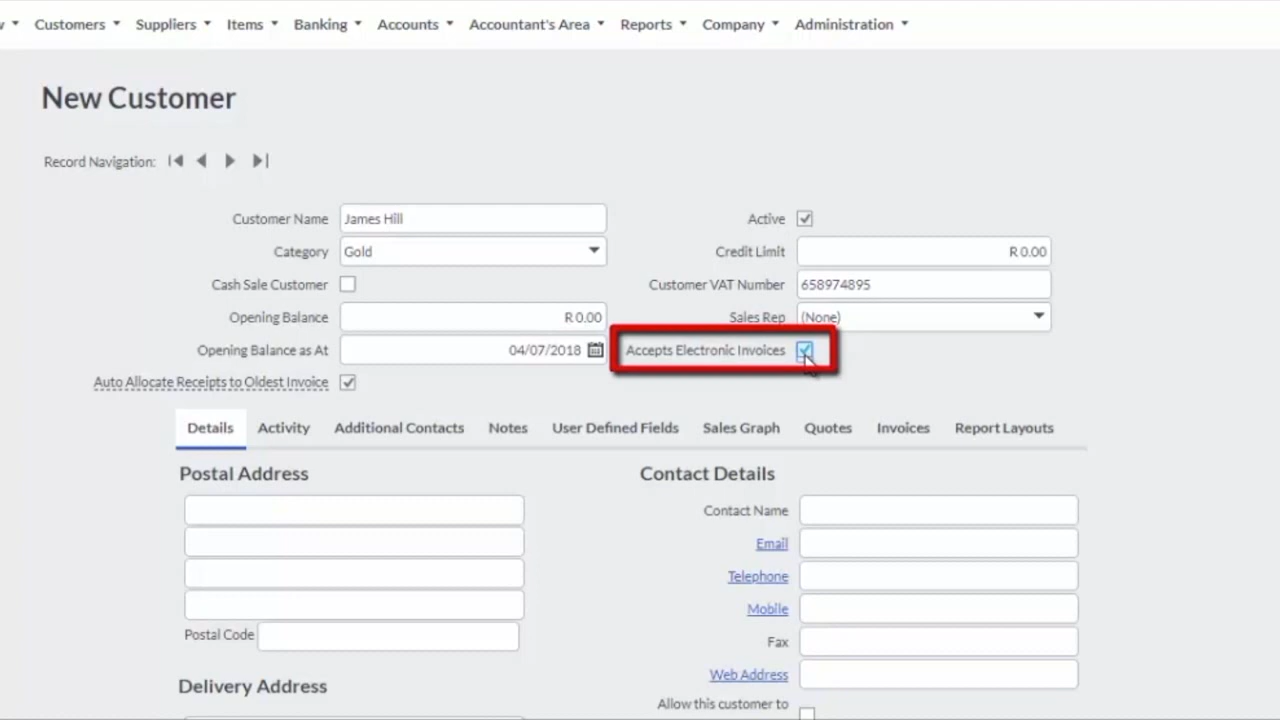 Customers Suppliers Items Banking Accounts Accountant's Area Reports Company Administration
New Customer
Record Navigation:
Customer Name James Hill Active
Category Gold Credit Limit R 0.00
Cash Sale Customer Customer VAT Number 658974895
Opening Balance R 0.00 Sales Rep (None)
Opening Balance as At 04/07/2018 Accepts Electronic Invoices
Auto Allocate Receipts to Oldest Invoice
Details Activity Additional Contacts Notes User Defined Fields Sales Graph Quotes Invoices Report Layouts
Postal Address Contact Details
Contact Name
Email
Telephone
Mobile
Postal Code Fax
Web Address
Delivery Address
Allow this customer to